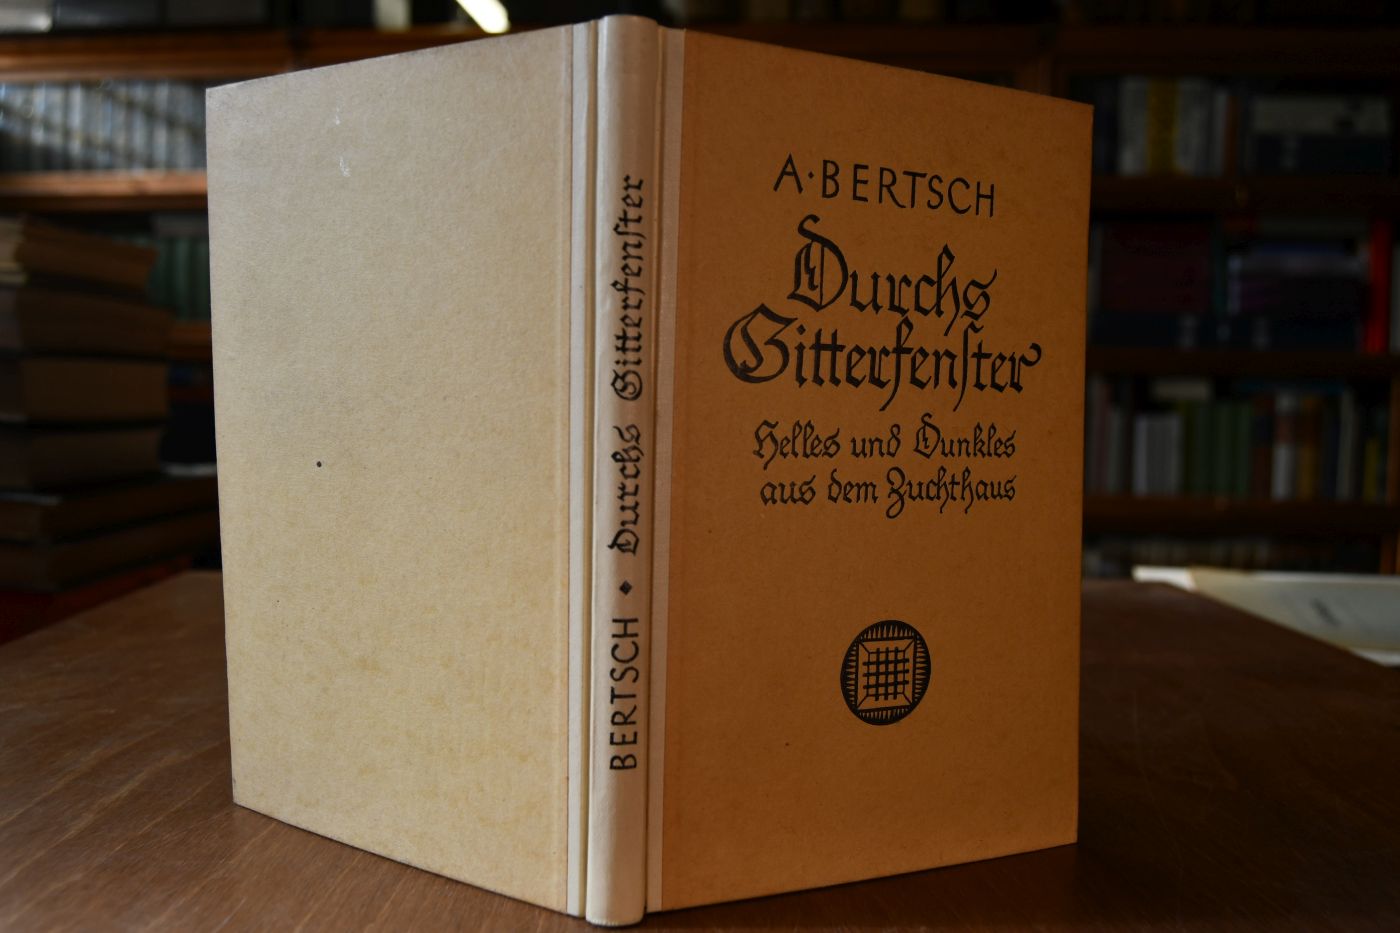 A·BERTSCH
Durchs
Gitterfenſter
Helles und Dunkles
aus dem Zuchthaus
BERTSCH ⬥ Durchs Gitterfenſter